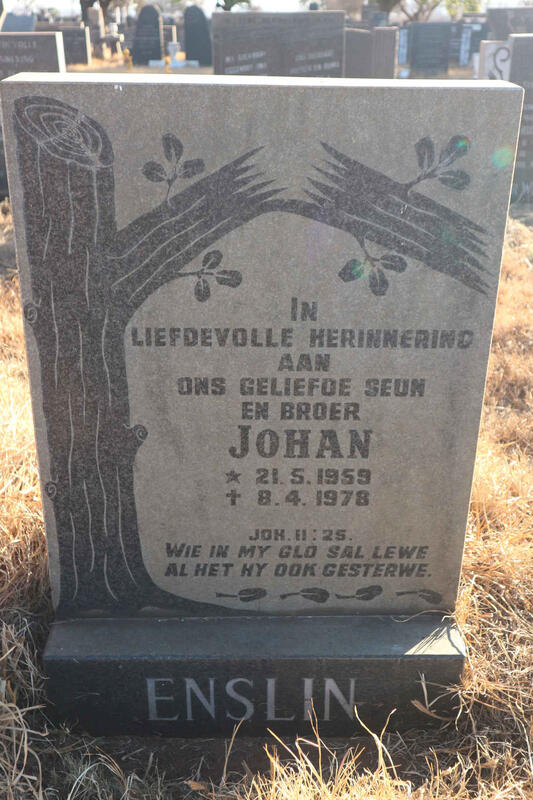 IN
LIEFDEVOLLE HERINNERING
AAN
ONS GELIEFDE SEUN
EN BROER
JOHAN
* 21.5.1959
✝ 8.4.1978
JOH. 11:25.
WIE IN MY GLO SAL LEWE
AL HET HY OOK GESTERWE.
ENSLIN